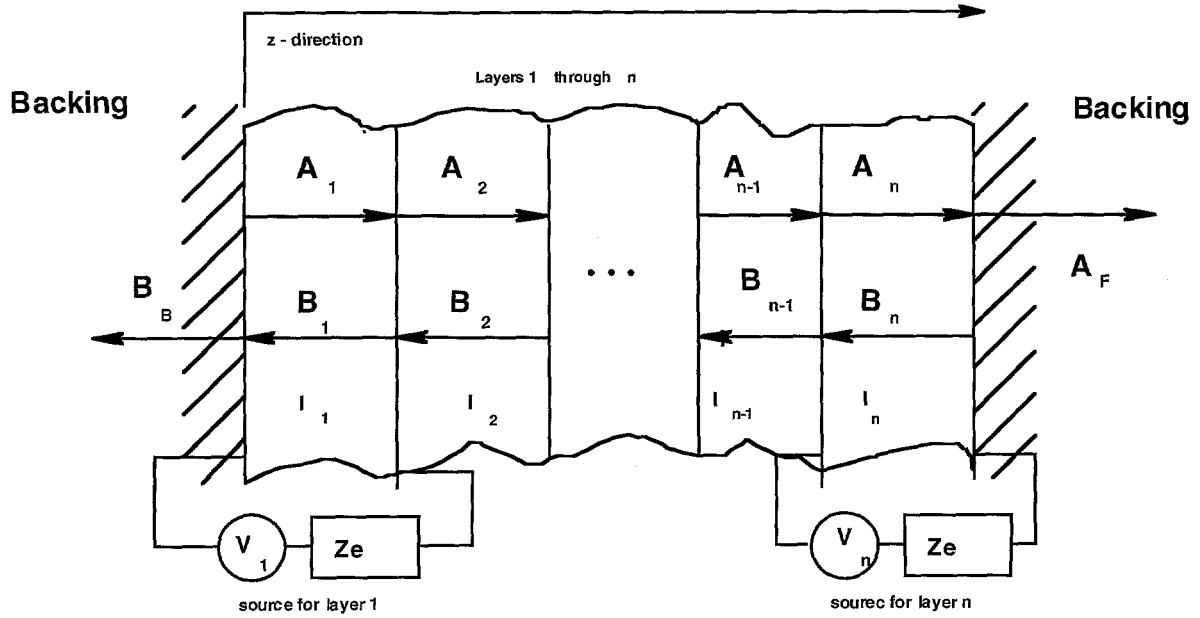 z - direction
Layers 1 through n
Backing
Backing
A 1
A 2
A n-1
A n
B B
B 1
B 2
...
B n-1
B n
A F
I 1
I 2
I n-1
I n
V 1
Ze
V n
Ze
source for layer 1
sourec for layer n